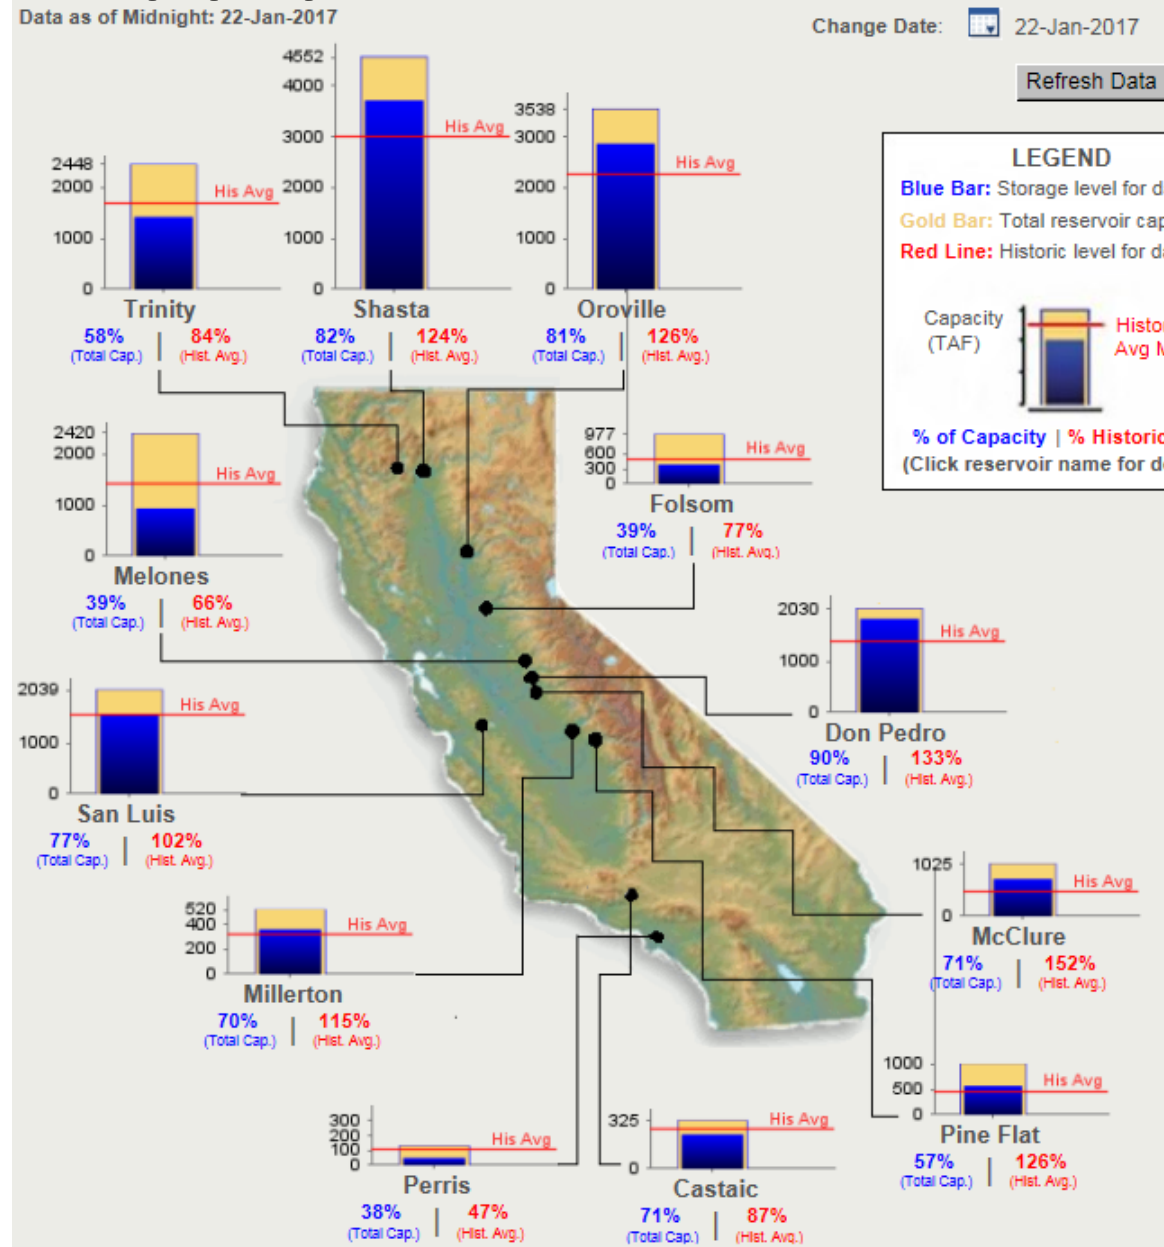 Data as of Midnight: 22-Jan-2017
Change Date: 22-Jan-2017
Refresh Data
4552
4000
3000
2000
1000
0
His Avg
Shasta
82% | 124%
(Total Cap.) (Hist. Avg.)
3538
3000
2000
1000
0
His Avg
Oroville
81% | 126%
(Total Cap.) (Hist. Avg.)
2448
2000
1000
0
His Avg
Trinity
58% | 84%
(Total Cap.) (Hist. Avg.)
LEGEND
Blue Bar: Storage level for d
Gold Bar: Total reservoir cap
Red Line: Historic level for da
Capacity
(TAF)
Histo
Avg M
% of Capacity | % Historic
(Click reservoir name for de
2420
2000
1000
0
His Avg
Melones
39% | 66%
(Total Cap.) (Hist. Avg.)
977
600
300
0
His Avg
Folsom
39% | 77%
(Total Cap.) (Hist. Avg.)
2030
1000
0
His Avg
Don Pedro
90% | 133%
(Total Cap.) (Hist. Avg.)
2039
1000
0
His Avg
San Luis
77% | 102%
(Total Cap.) (Hist. Avg.)
1025
0
His Avg
McClure
71% | 152%
(Total Cap.) (Hist. Avg.)
520
400
200
0
His Avg
Millerton
70% | 115%
(Total Cap.) (Hist. Avg.)
1000
500
0
His Avg
Pine Flat
57% | 126%
(Total Cap.) (Hist. Avg.)
300
200
100
0
His Avg
Perris
38% | 47%
(Total Cap.) (Hist. Avg.)
325
0
His Avg
Castaic
71% | 87%
(Total Cap.) (Hist. Avg.)